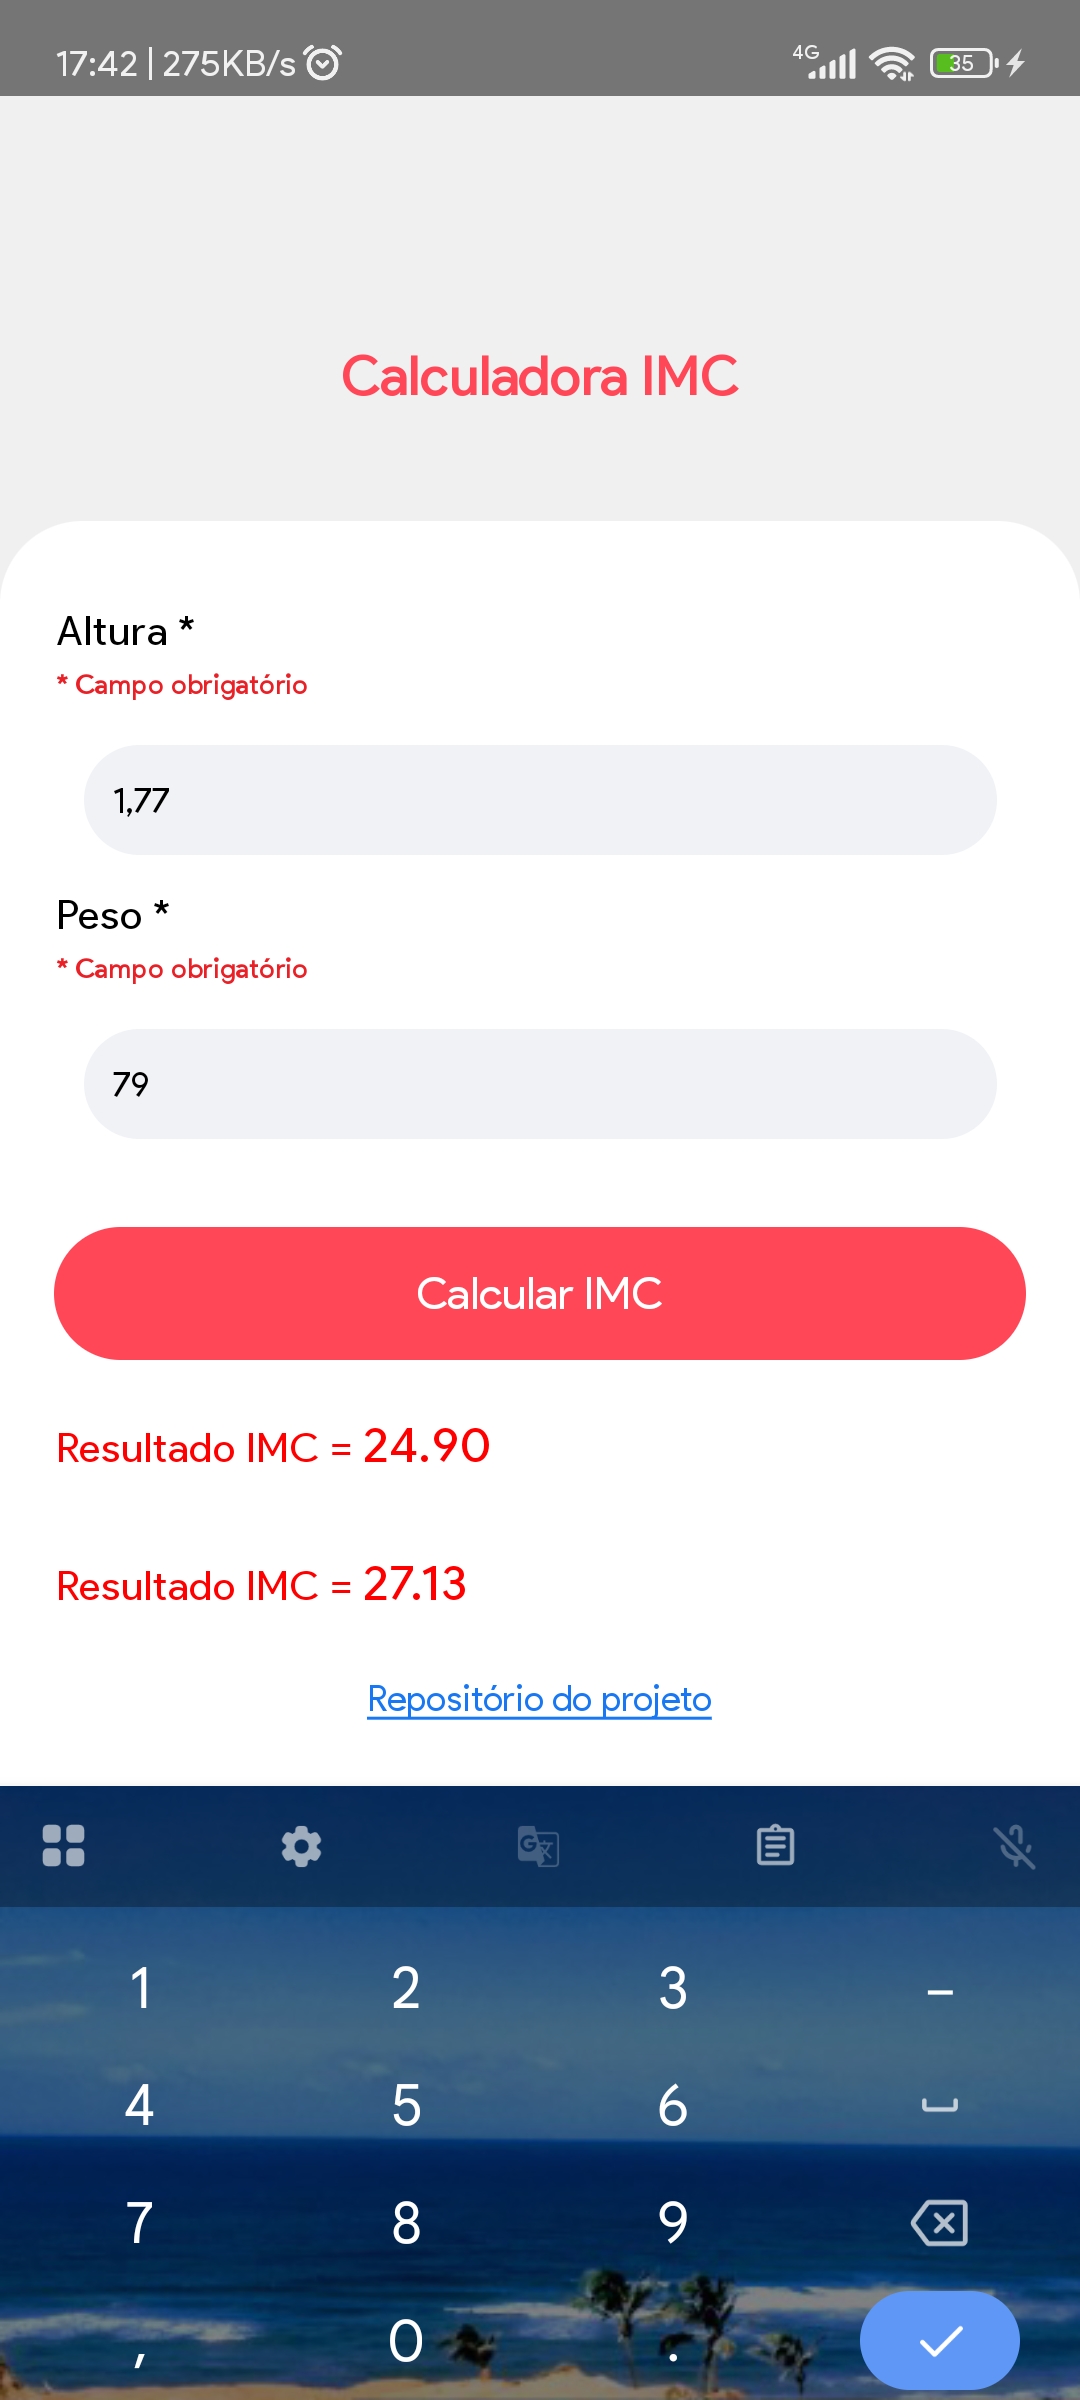 17:42 | 275KB/s 4G 35
Calculadora IMC
Altura *
* Campo obrigatório
1,77
Peso *
* Campo obrigatório
79
Calcular IMC
Resultado IMC = 24.90
Resultado IMC = 27.13
Repositório do projeto
1 2 3 –
4 5 6
7 8 9
, 0 .